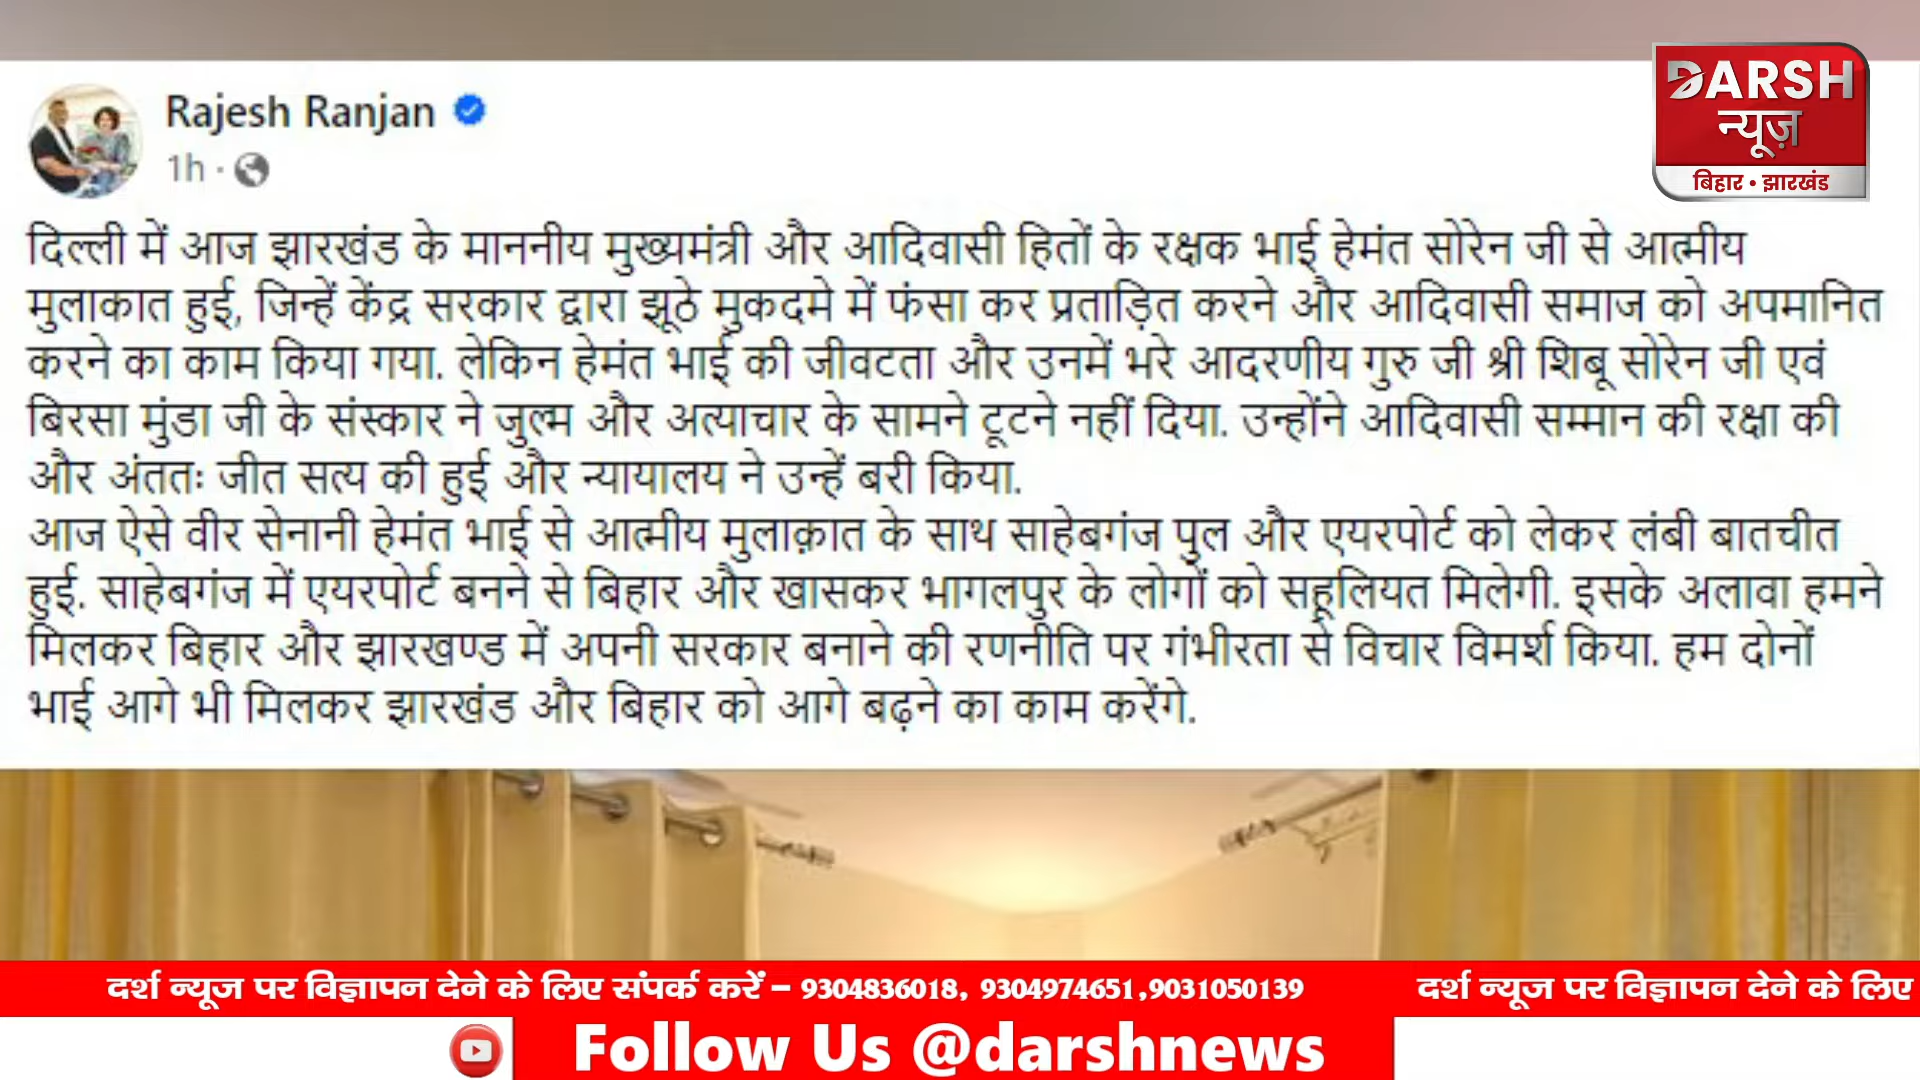 DARSH
न्यूज़
बिहार • झारखंड
Rajesh Ranjan
1h ·
दिल्ली में आज झारखंड के माननीय मुख्यमंत्री और आदिवासी हितों के रक्षक भाई हेमंत सोरेन जी से आत्मीय
मुलाकात हुई, जिन्हें केंद्र सरकार द्वारा झूठे मुकदमे में फंसा कर प्रताड़ित करने और आदिवासी समाज को अपमानित
करने का काम किया गया. लेकिन हेमंत भाई की जीवटता और उनमें भरे आदरणीय गुरु जी श्री शिबू सोरेन जी एवं
बिरसा मुंडा जी के संस्कार ने जुल्म और अत्याचार के सामने टूटने नहीं दिया. उन्होंने आदिवासी सम्मान की रक्षा की
और अंततः जीत सत्य की हुई और न्यायालय ने उन्हें बरी किया.
आज ऐसे वीर सेनानी हेमंत भाई से आत्मीय मुलाक़ात के साथ साहेबगंज पुल और एयरपोर्ट को लेकर लंबी बातचीत
हुई. साहेबगंज में एयरपोर्ट बनने से बिहार और खासकर भागलपुर के लोगों को सहूलियत मिलेगी. इसके अलावा हमने
मिलकर बिहार और झारखण्ड में अपनी सरकार बनाने की रणनीति पर गंभीरता से विचार विमर्श किया. हम दोनों
भाई आगे भी मिलकर झारखंड और बिहार को आगे बढ़ने का काम करेंगे.
दर्श न्यूज पर विज्ञापन देने के लिए संपर्क करें – 9304836018, 9304974651,9031050139 दर्श न्यूज पर विज्ञापन देने के लिए
Follow Us @darshnews